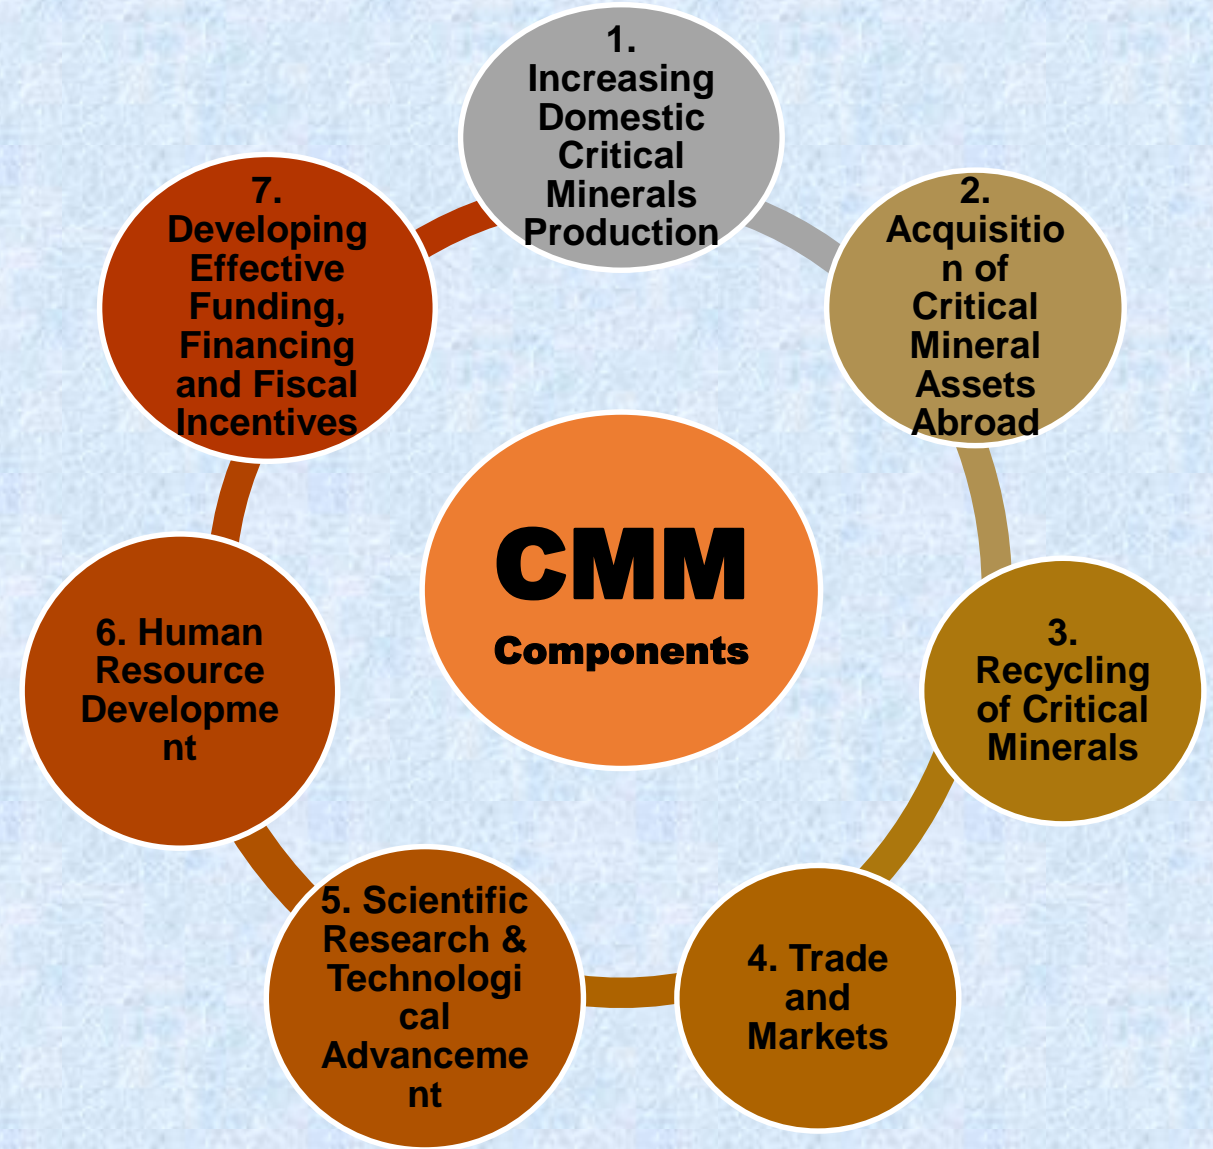 1.
Increasing
Domestic
Critical
Minerals
Production
2.
Acquisitio
n of
Critical
Mineral
Assets
Abroad
3.
Recycling
of Critical
Minerals
4. Trade
and
Markets
5. Scientific
Research &
Technologi
cal
Advanceme
nt
6. Human
Resource
Developme
nt
7.
Developing
Effective
Funding,
Financing
and Fiscal
Incentives
CMM
Components